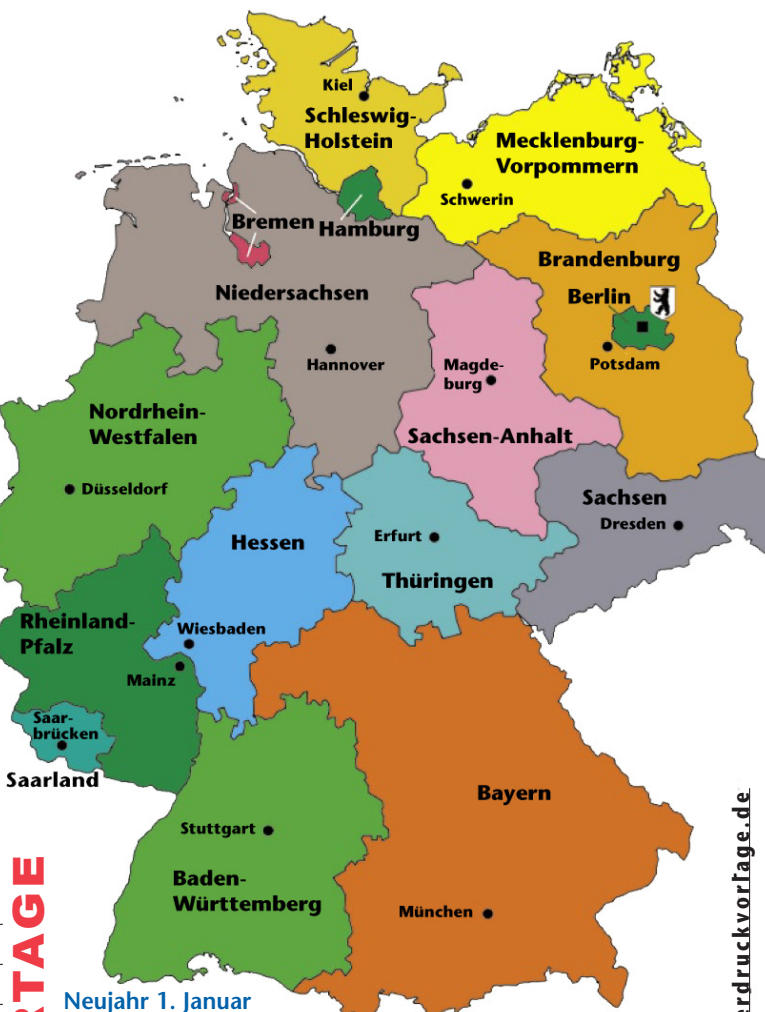 Kiel
Schleswig-
Holstein
Mecklenburg-
Vorpommern
Schwerin
Bremen
Hamburg
Brandenburg
Berlin
Niedersachsen
Potsdam
Hannover
Magde-
burg
Nordrhein-
Westfalen
Sachsen-Anhalt
Düsseldorf
Sachsen
Dresden
Hessen
Erfurt
Thüringen
Rheinland-
Pfalz
Wiesbaden
Mainz
Saar-
brücken
Saarland
Bayern
Stuttgart
Baden-
Württemberg
München
RTAGE
Neujahr 1. Januar
erdruckvorlage.de